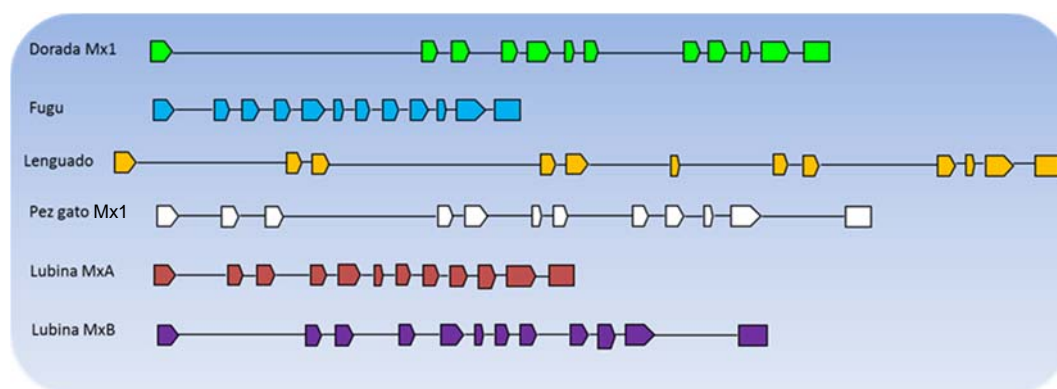 Dorada Mx1
Fugu
Lenguado
Pez gato Mx1
Lubina MxA
Lubina MxB